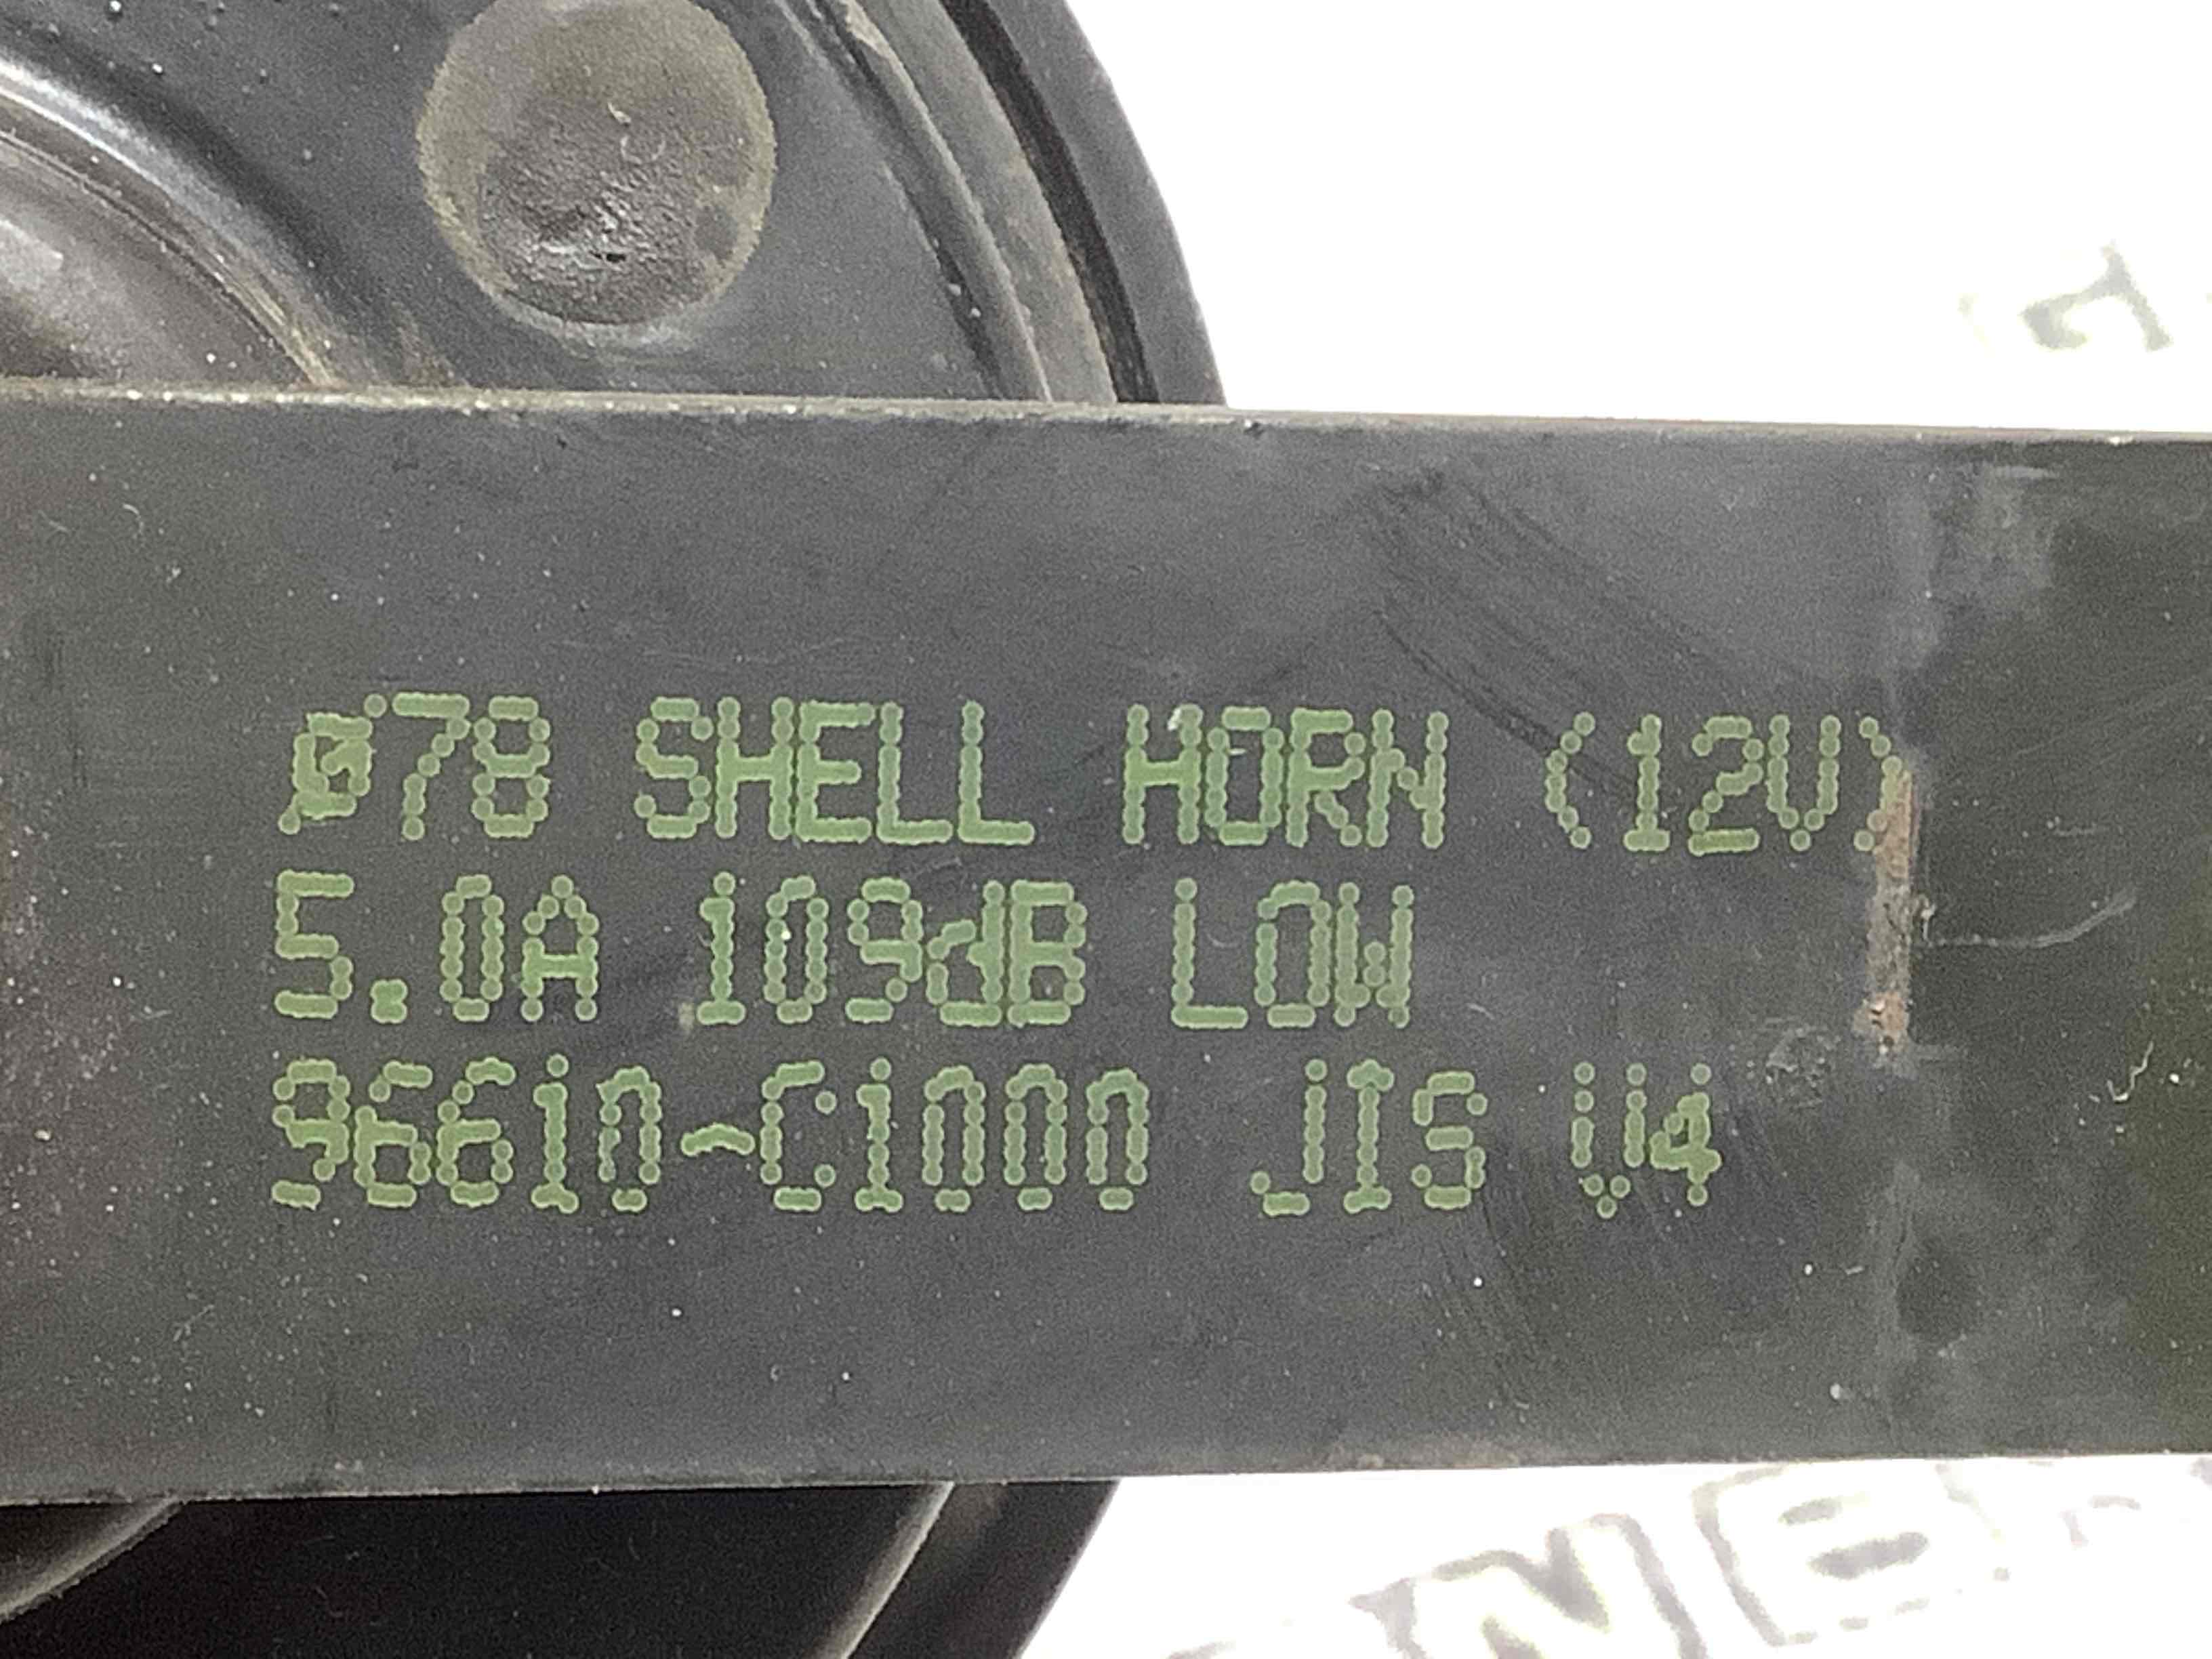 Ø78 SHELL HORN (12V)
5.0A 109dB LOW
96610-C1000 JIS V4